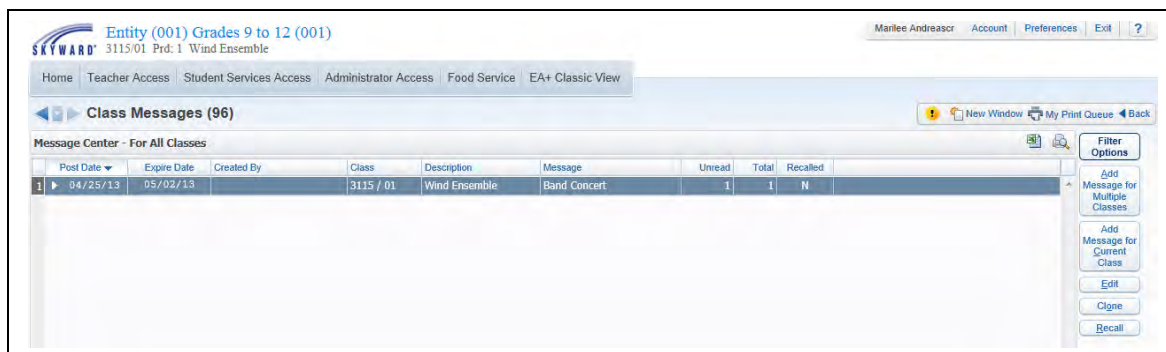 Entity (001) Grades 9 to 12 (001)
SKYWARD® 3115/01 Prd: 1 Wind Ensemble
Marilee Andreascr Account Preferences Exit ?
Home Teacher Access Student Services Access Administrator Access Food Service EA+ Classic View
Class Messages (96)
New Window My Print Queue Back
Message Center - For All Classes
Filter Options
Post Date Expire Date Created By Class Description Message Unread Total Recalled
1 04/25/13 05/02/13 3115 / 01 Wind Ensemble Band Concert 1 1 N
Add
Message for
Multiple
Classes
Add
Message for
Current
Class
Edit
Clone
Recall